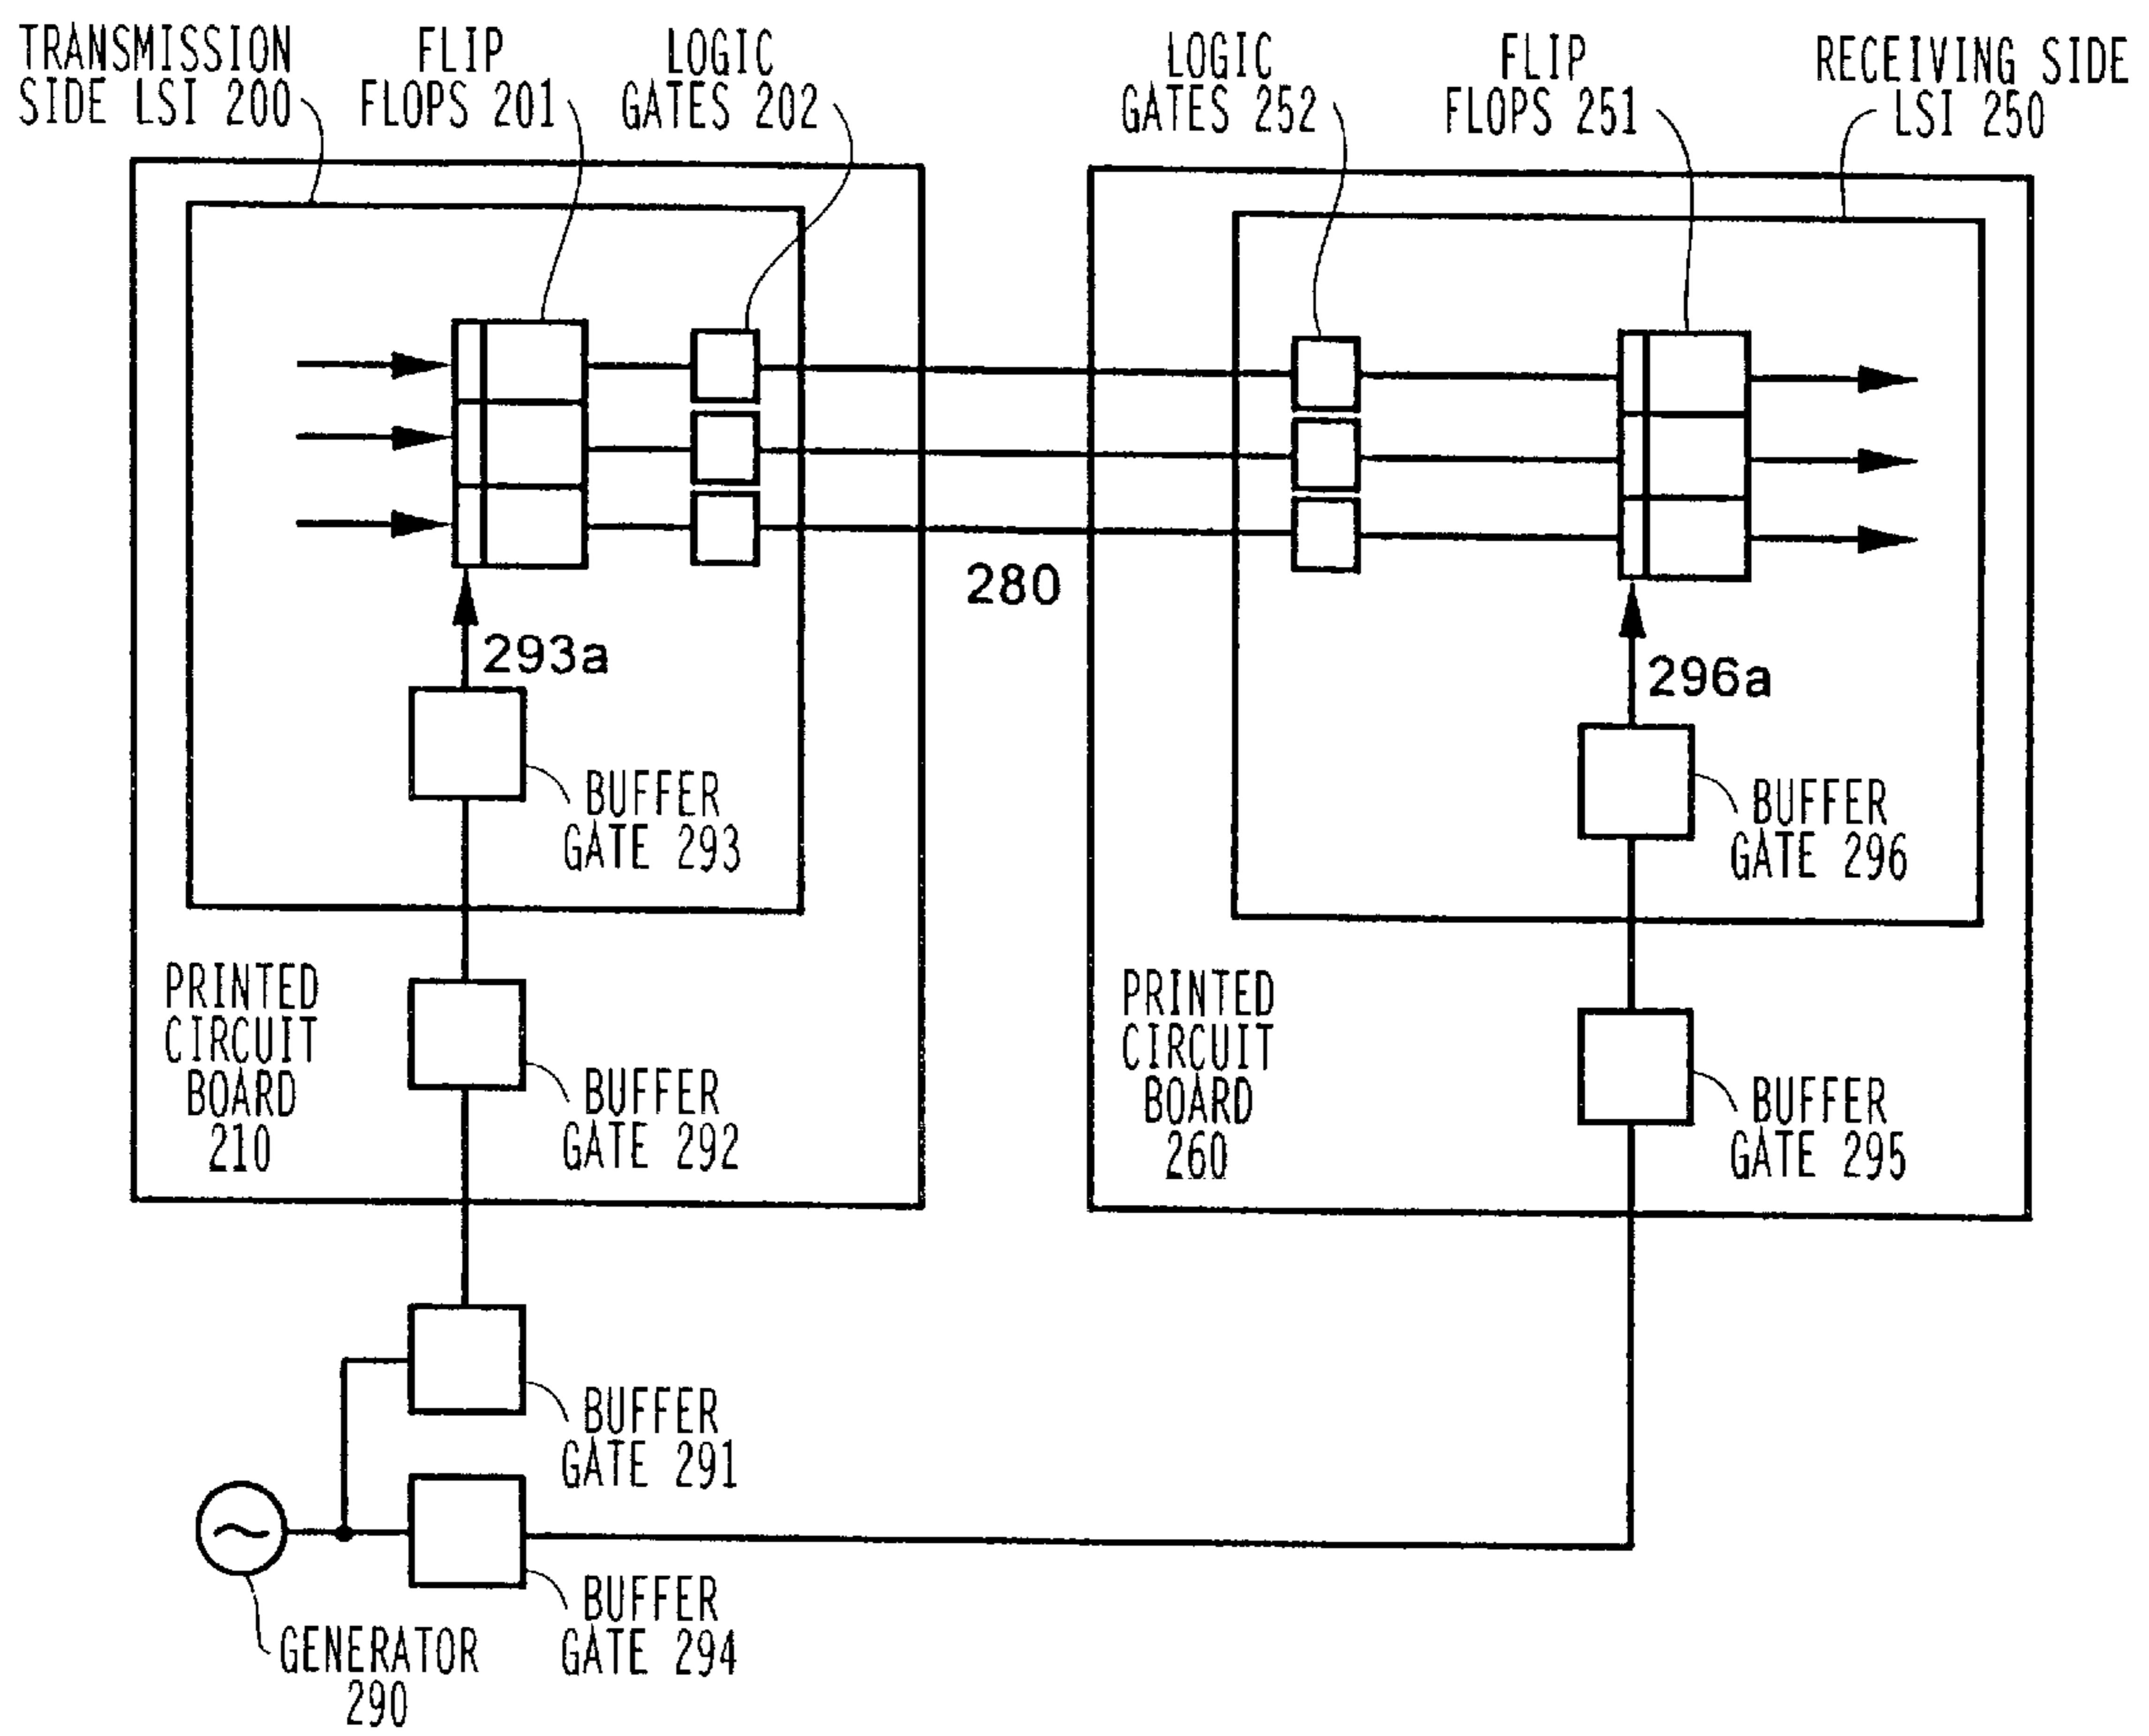 TRANSMISSION
SIDE LSI 200
FLIP
FLOPS 201
LOGIC
GATES 202
LOGIC
GATES 252
FLIP
FLOPS 251
RECEIVING SIDE
LSI 250
280
293a
296a
BUFFER
GATE 293
BUFFER
GATE 296
PRINTED
CIRCUIT
BOARD
210
BUFFER
GATE 292
PRINTED
CIRCUIT
BOARD
260
BUFFER
GATE 295
BUFFER
GATE 291
BUFFER
GATE 294
GENERATOR
290